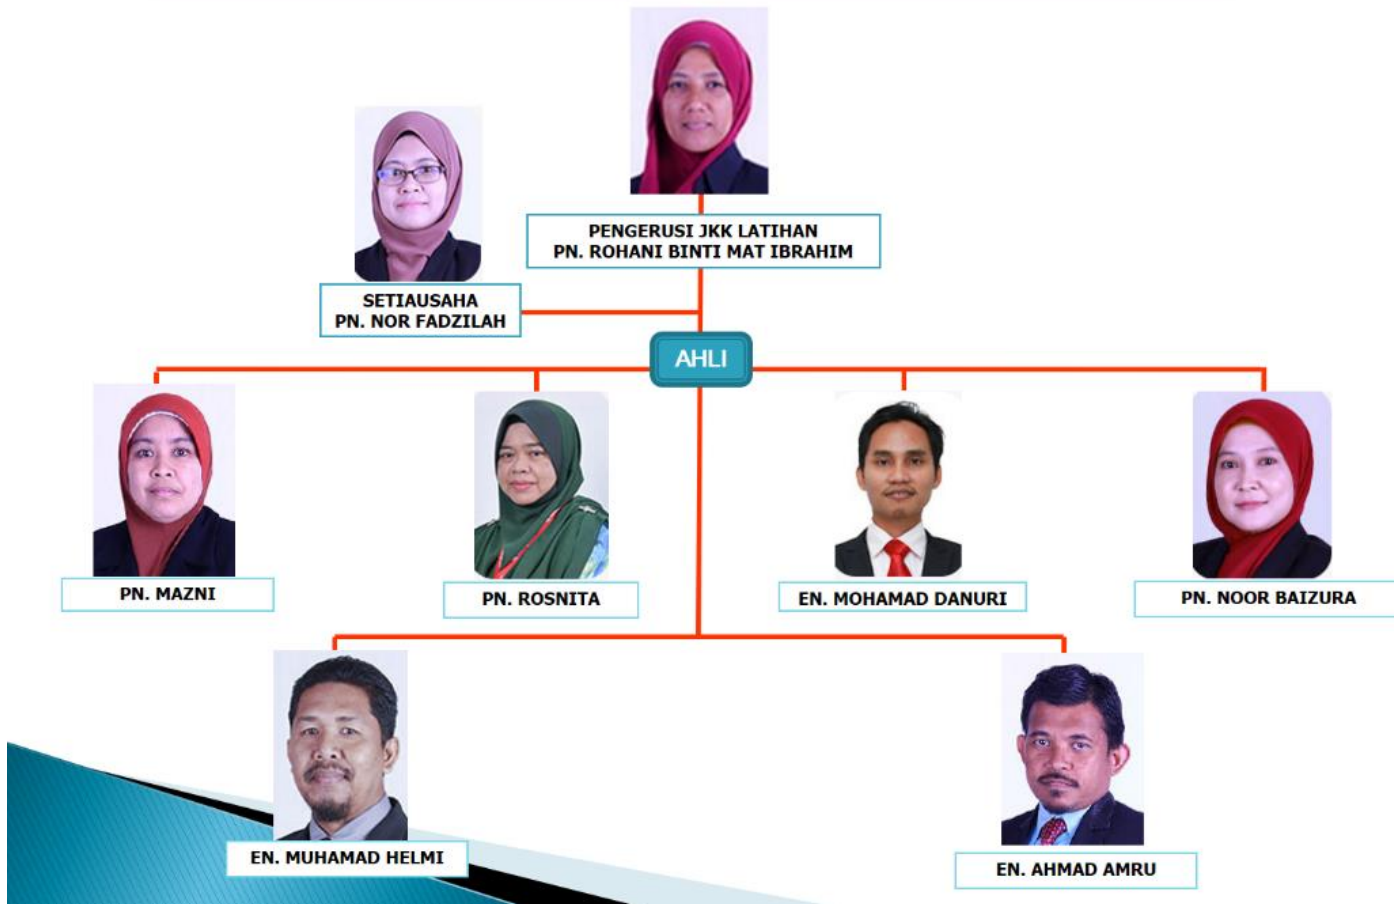 PENGERUSI JKK LATIHAN
PN. ROHANI BINTI MAT IBRAHIM
SETIAUSAHA
PN. NOR FADZILAH
AHLI
PN. MAZNI
PN. ROSNITA
EN. MOHAMAD DANURI
PN. NOOR BAIZURA
EN. MUHAMAD HELMI
EN. AHMAD AMRU